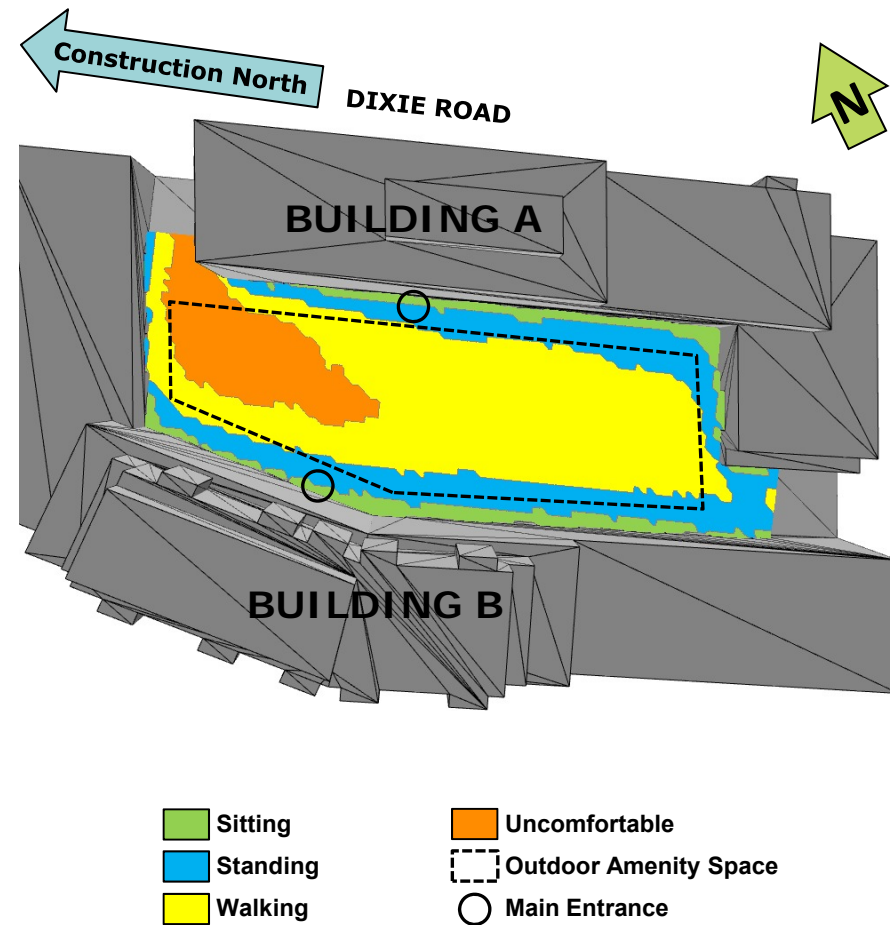 Construction North
DIXIE ROAD
N
BUILDING A
BUILDING B
Sitting
Uncomfortable
Standing
Outdoor Amenity Space
Walking
Main Entrance